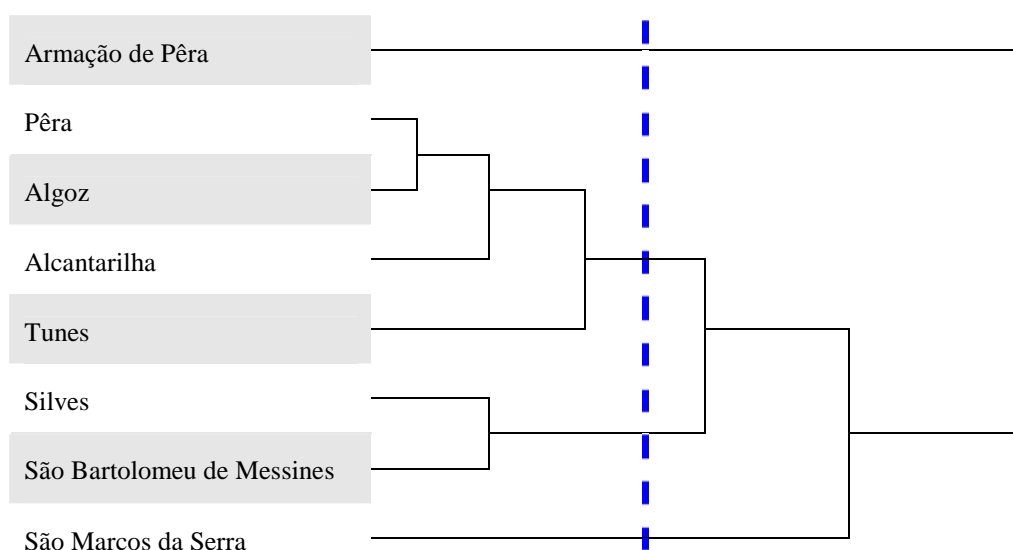 Armação de Pêra
Pêra
Algoz
Alcantarilha
Tunes
Silves
São Bartolomeu de Messines
São Marcos da Serra